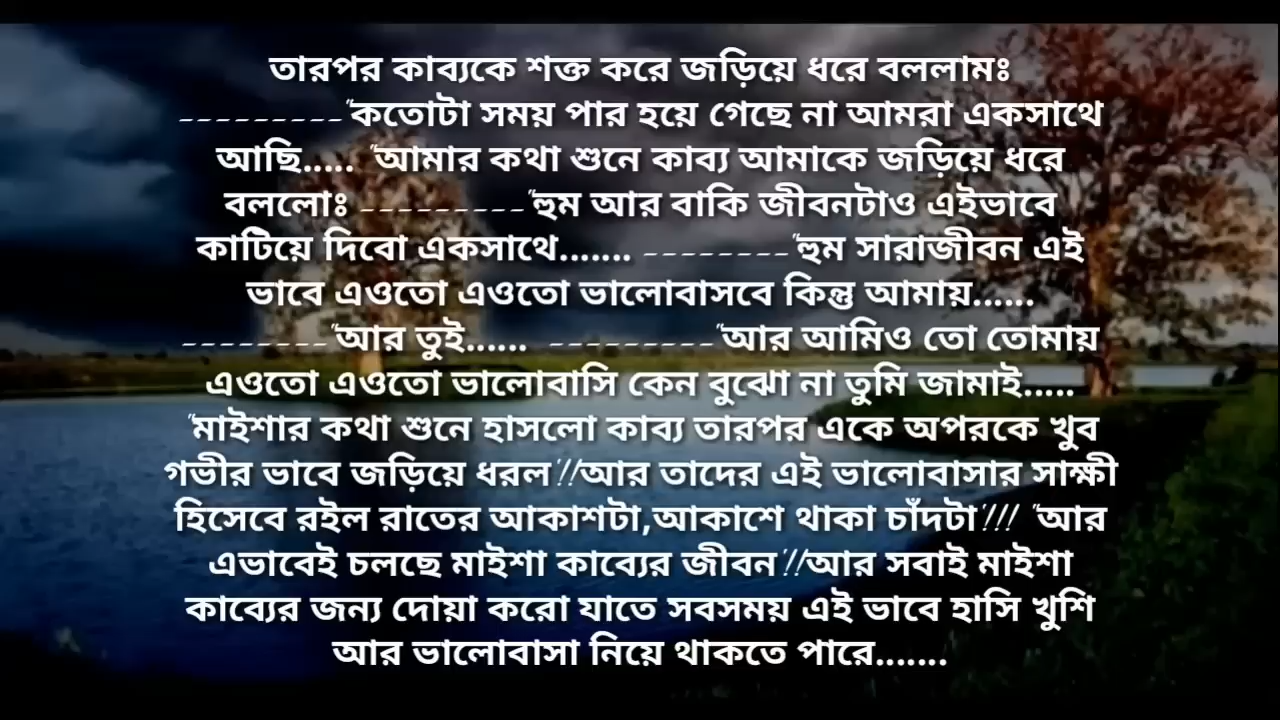 তারপর কাব্যকে শক্ত করে জড়িয়ে ধরে বললামঃ
---------"কতোটা সময় পার হয়ে গেছে না আমরা একসাথে
আছি..... "আমার কথা শুনে কাব্য আমাকে জড়িয়ে ধরে
বললোঃ ---------"হুম আর বাকি জীবনটাও এইভাবে
কাটিয়ে দিবো একসাথে....... --------"হুম সারাজীবন এই
ভাবে এওতো এওতো ভালোবাসবে কিন্তু আমায়......
--------"আর তুই...... ---------"আর আমিও তো তোমায়
এওতো এওতো ভালোবাসি কেন বুঝো না তুমি জামাই.....
"মাইশার কথা শুনে হাসলো কাব্য তারপর একে অপরকে খুব
গভীর ভাবে জড়িয়ে ধরল!!আর তাদের এই ভালোবাসার সাক্ষী
হিসেবে রইল রাতের আকাশটা,আকাশে থাকা চাঁদটা!!! "আর
এভাবেই চলছে মাইশা কাব্যের জীবন!!আর সবাই মাইশা
কাব্যের জন্য দোয়া করো যাতে সবসময় এই ভাবে হাসি খুশি
আর ভালোবাসা নিয়ে থাকতে পারে.......